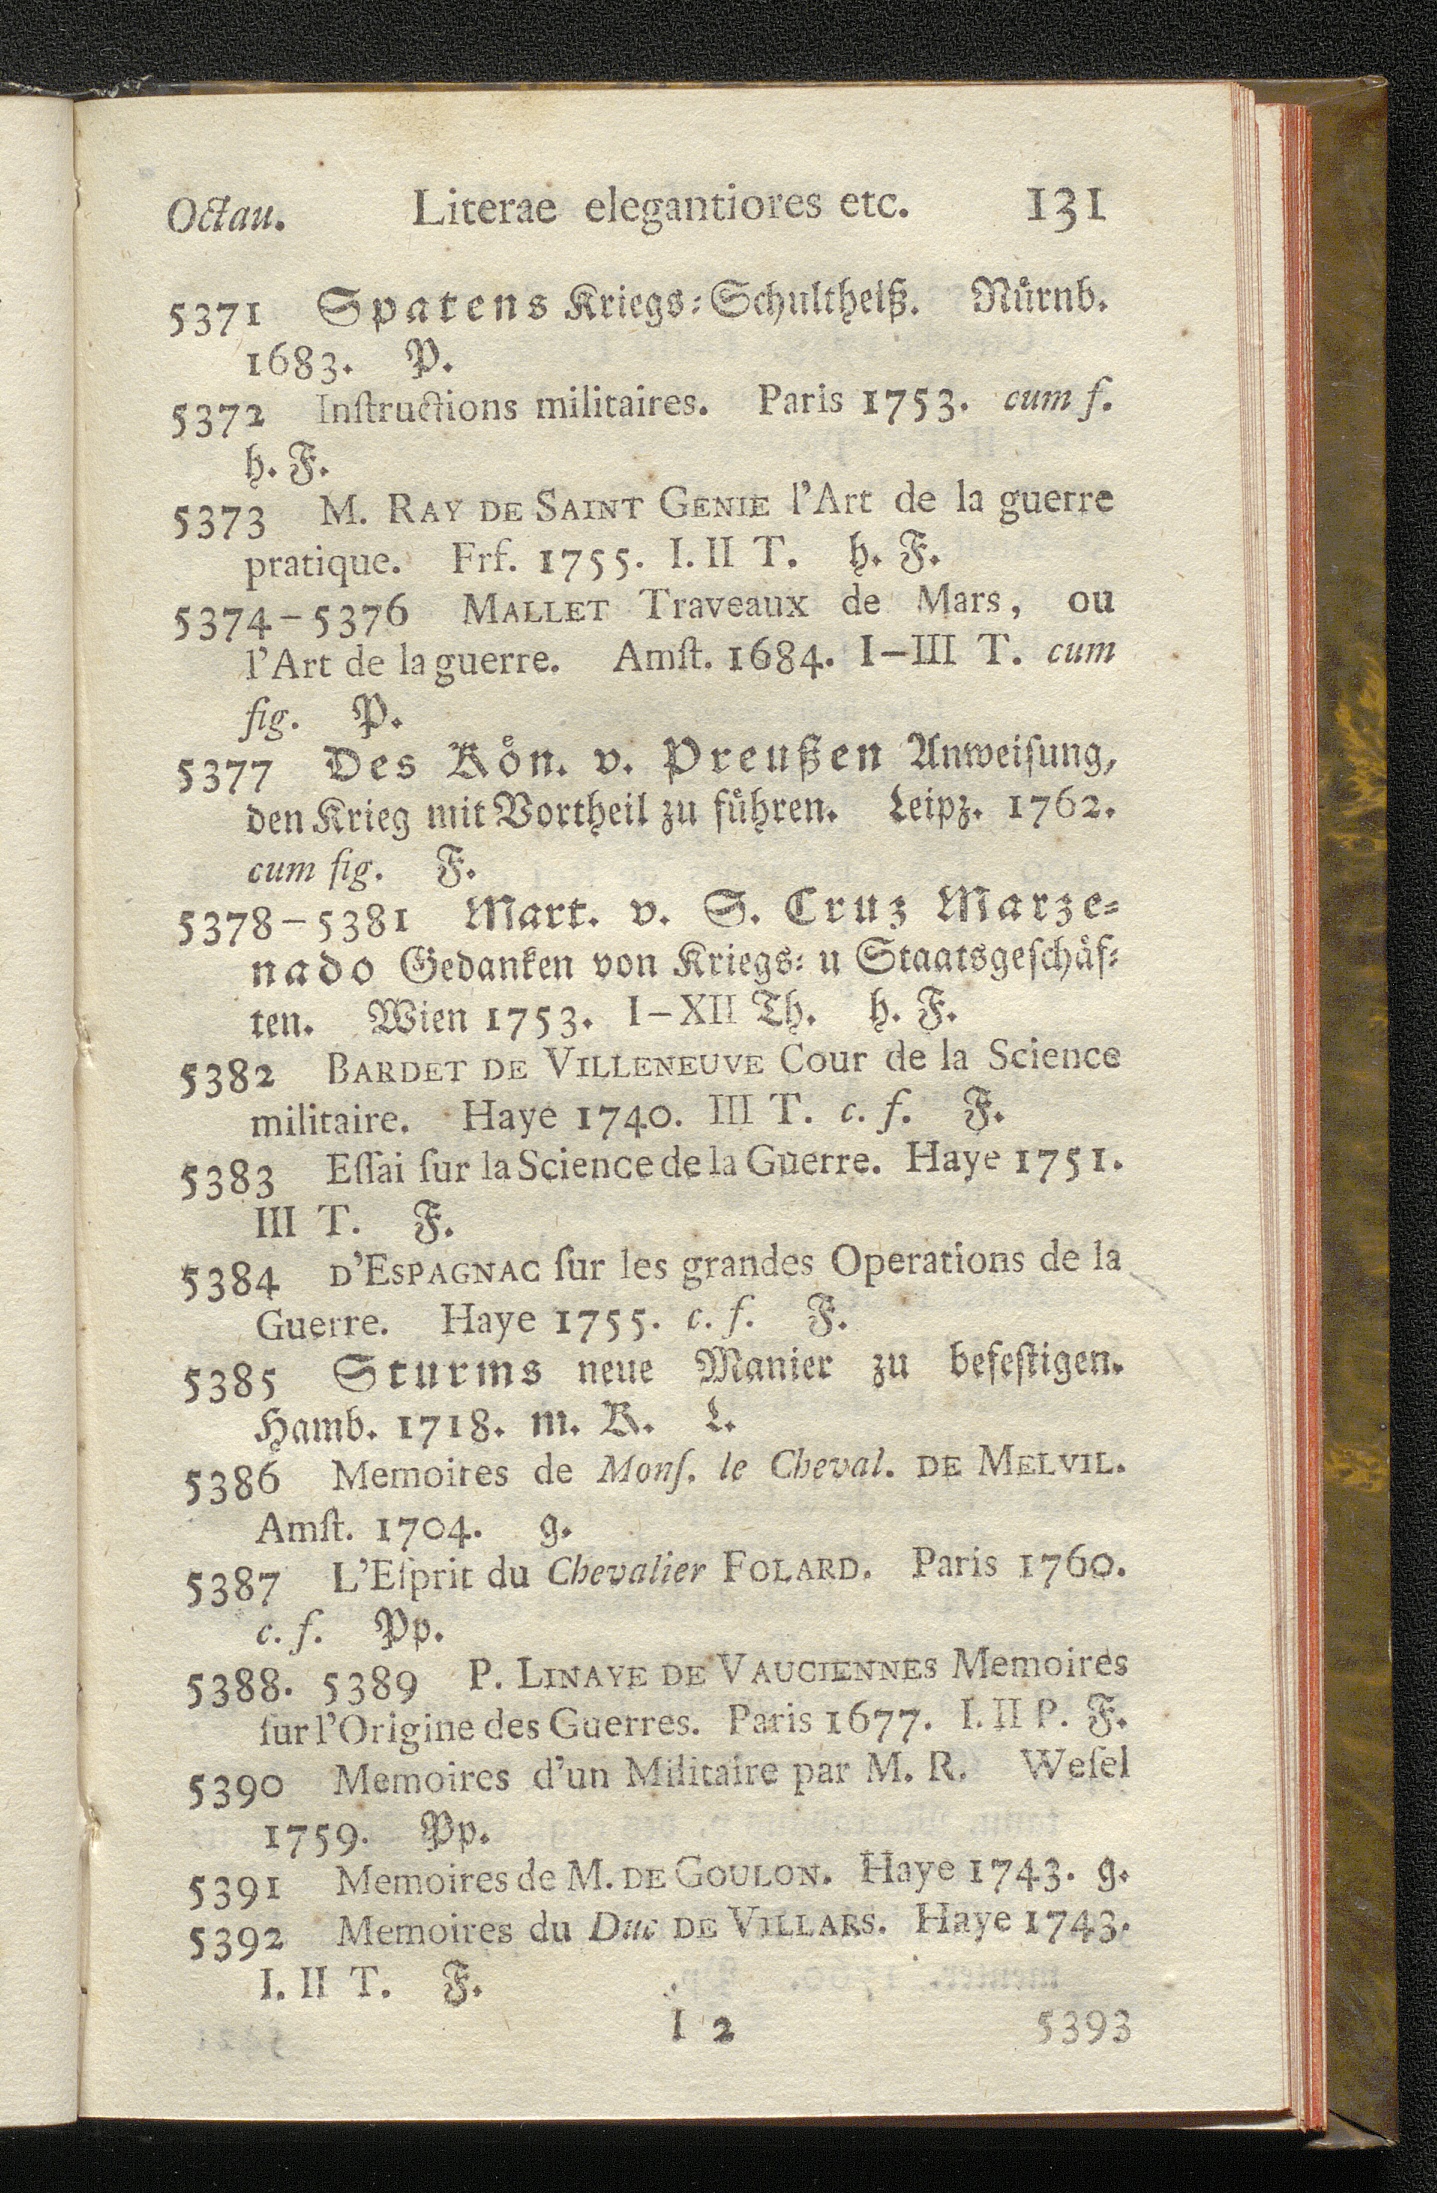 Octau. Literae elegantiores etc. 131
5371 Spatens Kriegs-Schultheiß. Nuͤrnb.
1683. P.
5372 Inſtructions militaires. Paris 1753. cum f.
h. F.
5373 M. RAY DE SAINT GENIE l'Art de la guerre
pratique. Frf. 1755. I. II T. h. F.
5374–5376 MALLET Traveaux de Mars, ou
l'Art de la guerre. Amſt. 1684. I–III T. cum
fig. P.
5377 Des Koͤn. v. Preußen Anweiſung,
den Krieg mit Vortheil zu fuͤhren. Leipz. 1762.
cum fig. F.
5378–5381 Mart. v. S. Cruz Marze-
nado Gedanken von Kriegs- u Staatsgeſchaͤf-
ten. Wien 1753. I–XII Th. h. F.
5382 BARDET DE VILLENEUVE Cour de la Science
militaire. Haye 1740. III T. c. f. F.
5383 Eſſai ſur la Science de la Guerre. Haye 1751.
III T. F.
5384 D'ESPAGNAC ſur les grandes Operations de la
Guerre. Haye 1755. c. f. F.
5385 Sturms neue Manier zu befeſtigen.
Hamb. 1718. m. K. L.
5386 Memoires de Monſ. le Cheval. DE MELVIL.
Amſt. 1704. g.
5387 L'Eſprit du Chevalier FOLARD. Paris 1760.
c. f. Pp.
5388. 5389 P. LINAYE DE VAUCIENNES Memoires
ſur l'Origine des Guerres. Paris 1677. I. II P. F.
5390 Memoires d'un Militaire par M. R. Weſel
1759. Pp.
5391 Memoires de M. DE GOULON. Haye 1743. g.
5392 Memoires du Duc DE VILLARS. Haye 1743.
I. II T. F.
I 2 5393